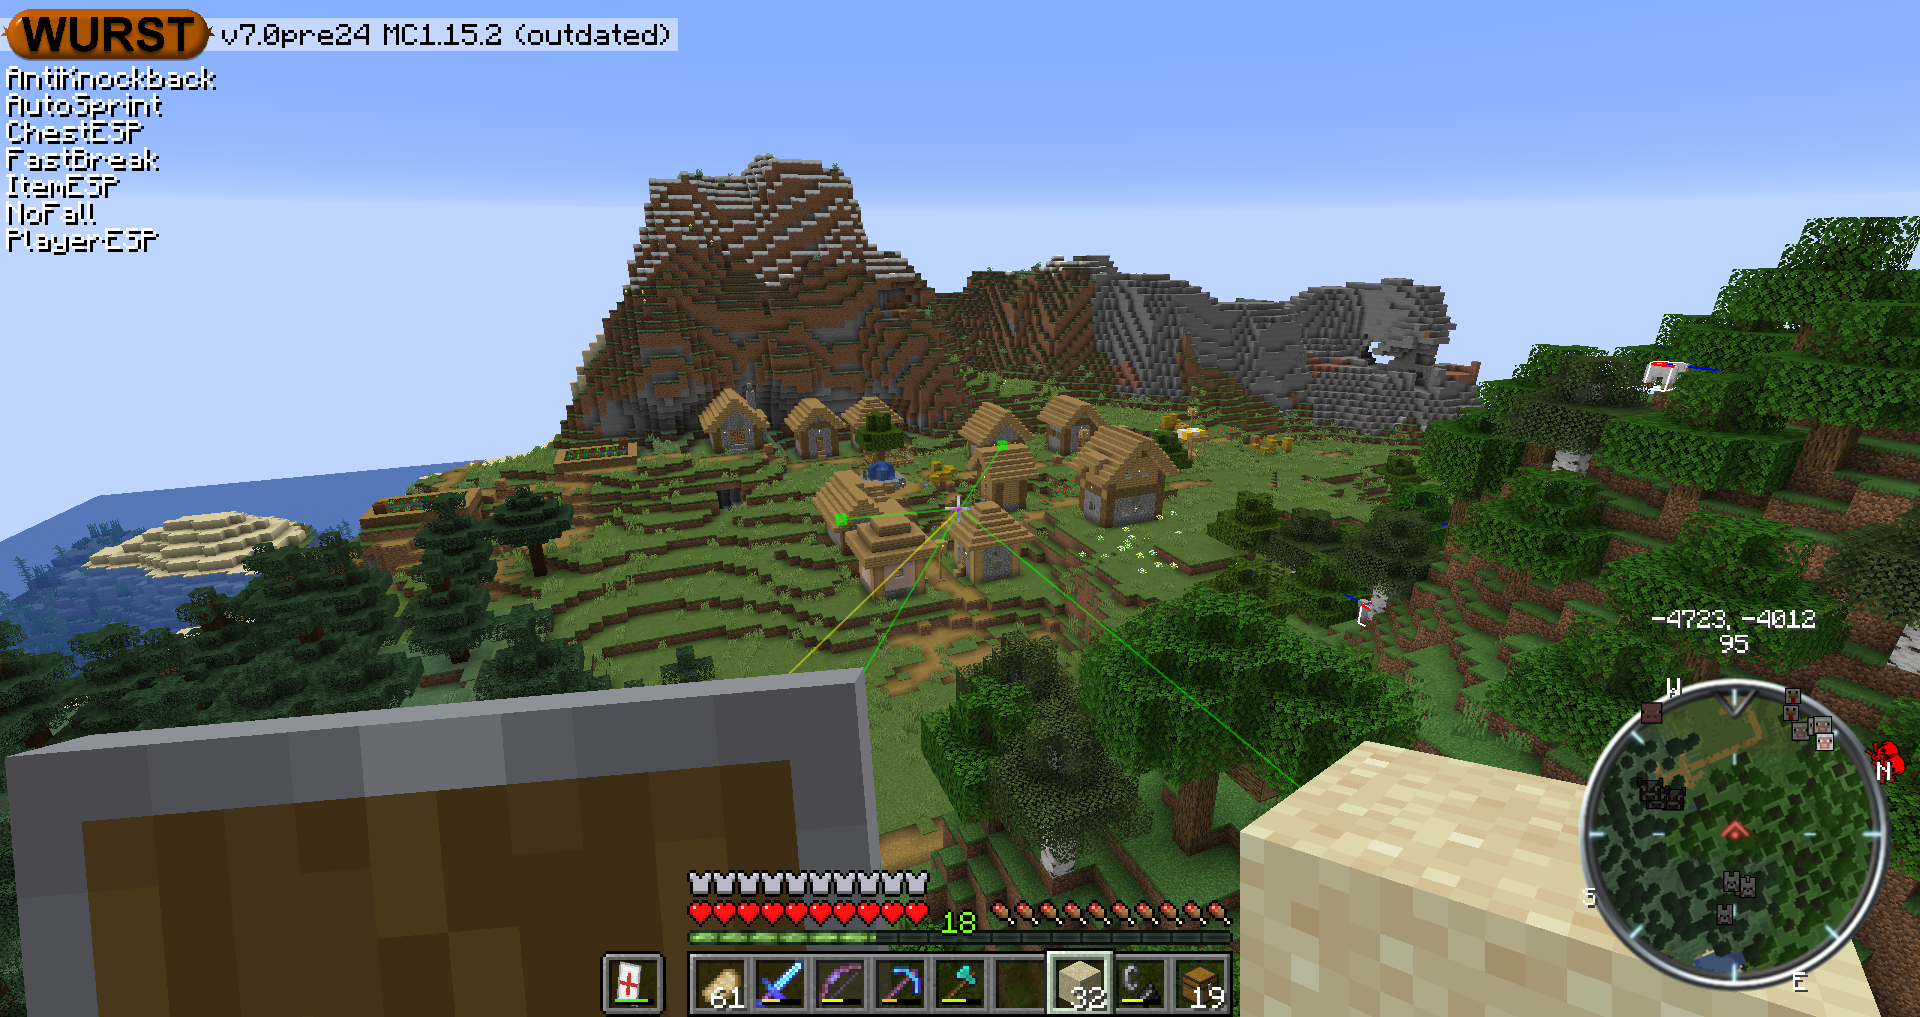 WURST v7.0pre24 MC1.15.2 (outdated)
AntiKnockback
AutoSprint
ChestESP
FastBreak
ItemESP
NoFall
PlayerESP
-4723, -4012
95
W
N
S
E
18
61
32
19